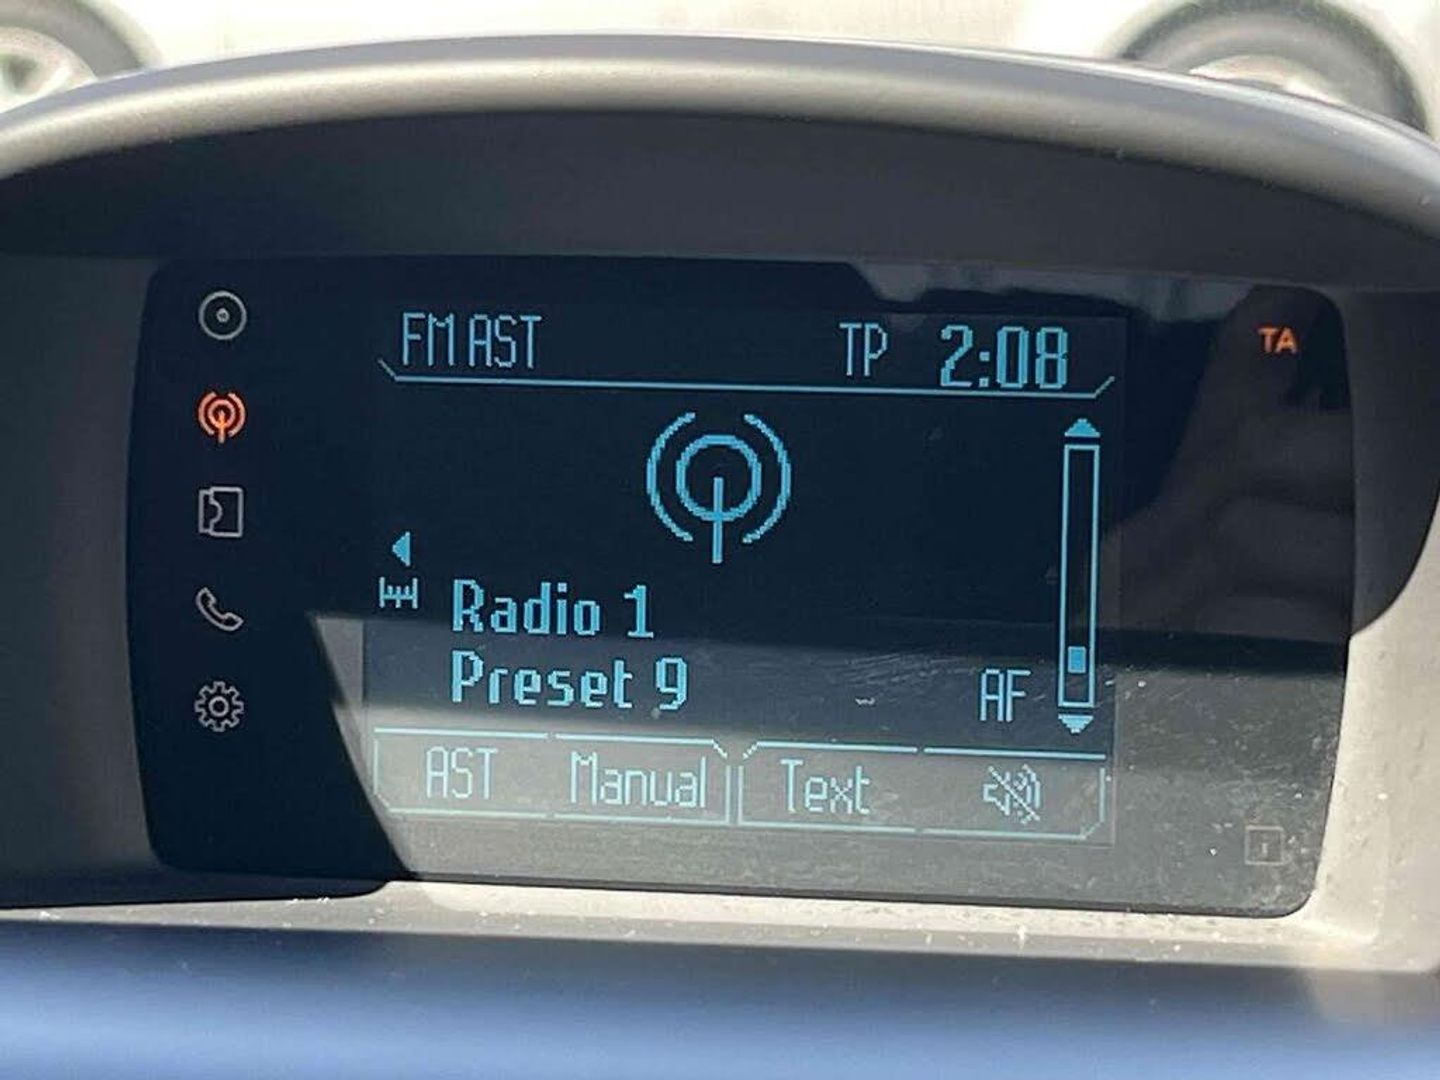 FM AST TP 2:08
TA
Radio 1
Preset 9
AF
AST Manual Text
i